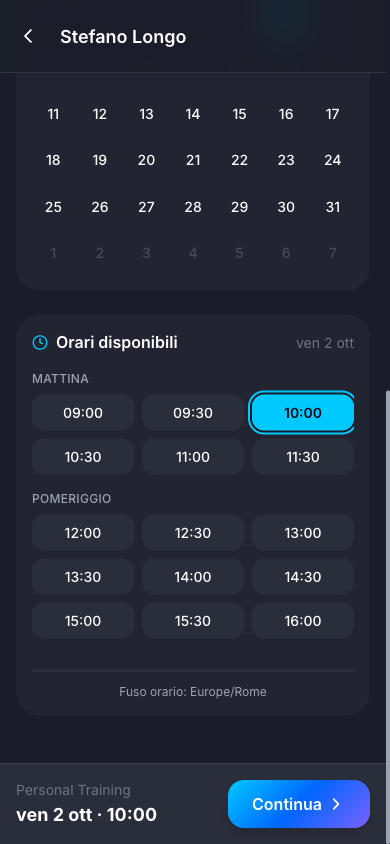 Stefano Longo
11 12 13 14 15 16 17
18 19 20 21 22 23 24
25 26 27 28 29 30 31
1 2 3 4 5 6 7
Orari disponibili ven 2 ott
MATTINA
09:00 09:30 10:00
10:30 11:00 11:30
POMERIGGIO
12:00 12:30 13:00
13:30 14:00 14:30
15:00 15:30 16:00
Fuso orario: Europe/Rome
Personal Training
ven 2 ott · 10:00
Continua